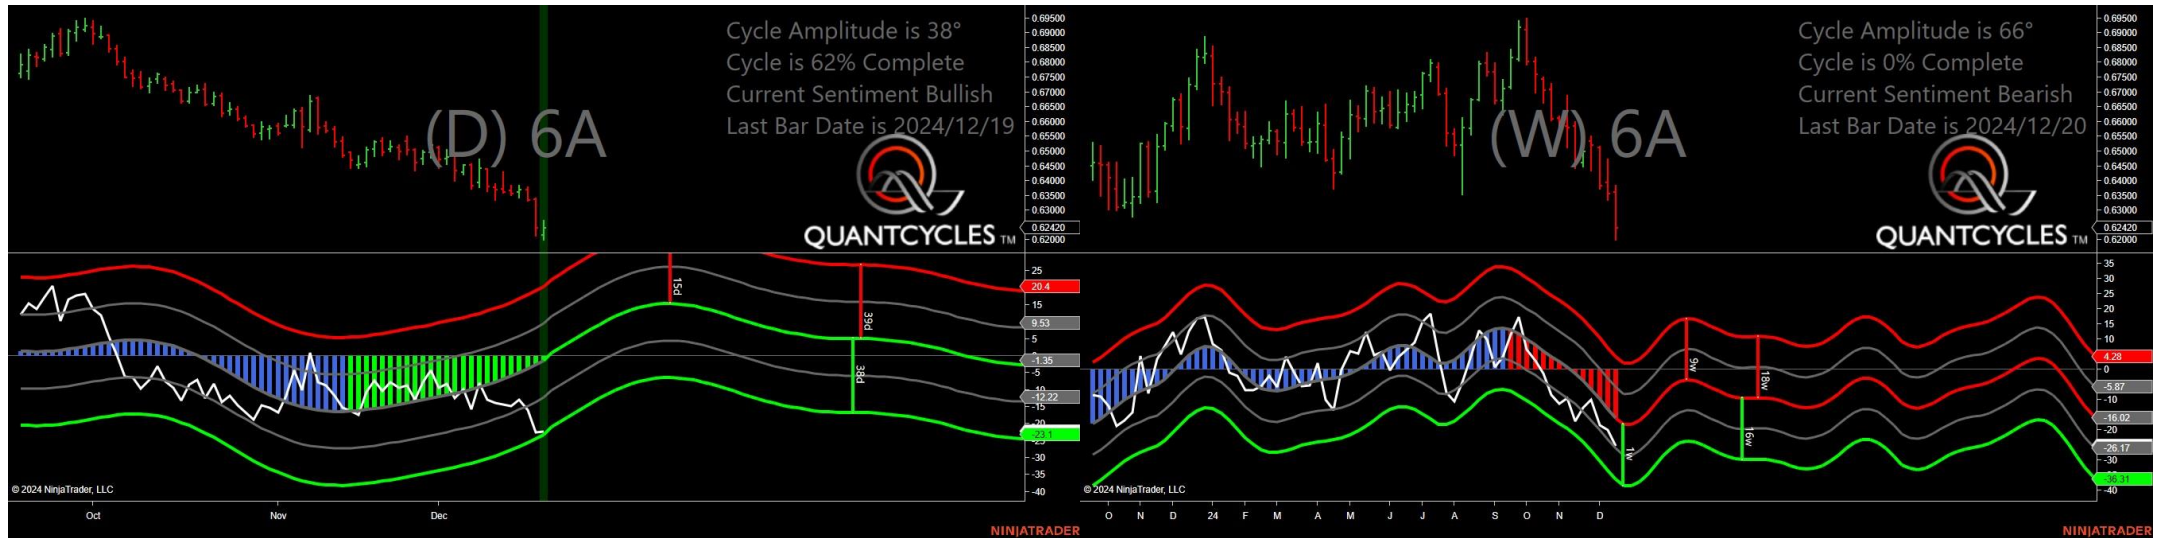 Cycle Amplitude is 38°
Cycle is 62% Complete
Current Sentiment Bullish
Last Bar Date is 2024/12/19
(D) 6A
QUANTCYCLES TM
0.69500
0.69000
0.68500
0.68000
0.67500
0.67000
0.66500
0.66000
0.65500
0.65000
0.64500
0.64000
0.63500
0.63000
0.62420
0.62000
25
20.4
15
9.53
5
-1.35
-5
-10
-12.22
-15
-20
-23.1
-30
-35
-40
15d
39d
38d
© 2024 NinjaTrader, LLC
Oct Nov Dec
NINJATRADER
Cycle Amplitude is 66°
Cycle is 0% Complete
Current Sentiment Bearish
Last Bar Date is 2024/12/20
(W) 6A
QUANTCYCLES TM
0.69500
0.69000
0.68500
0.68000
0.67500
0.67000
0.66500
0.66000
0.65500
0.65000
0.64500
0.64000
0.63500
0.63000
0.62420
0.62000
35
30
25
20
15
10
4.28
0
-5.87
-10
-16.02
-20
-26.17
-30
-36.31
-40
9w
18w
1w
16w
© 2024 NinjaTrader, LLC
O N D 24 F M A M J J A S O N D
NINJATRADER